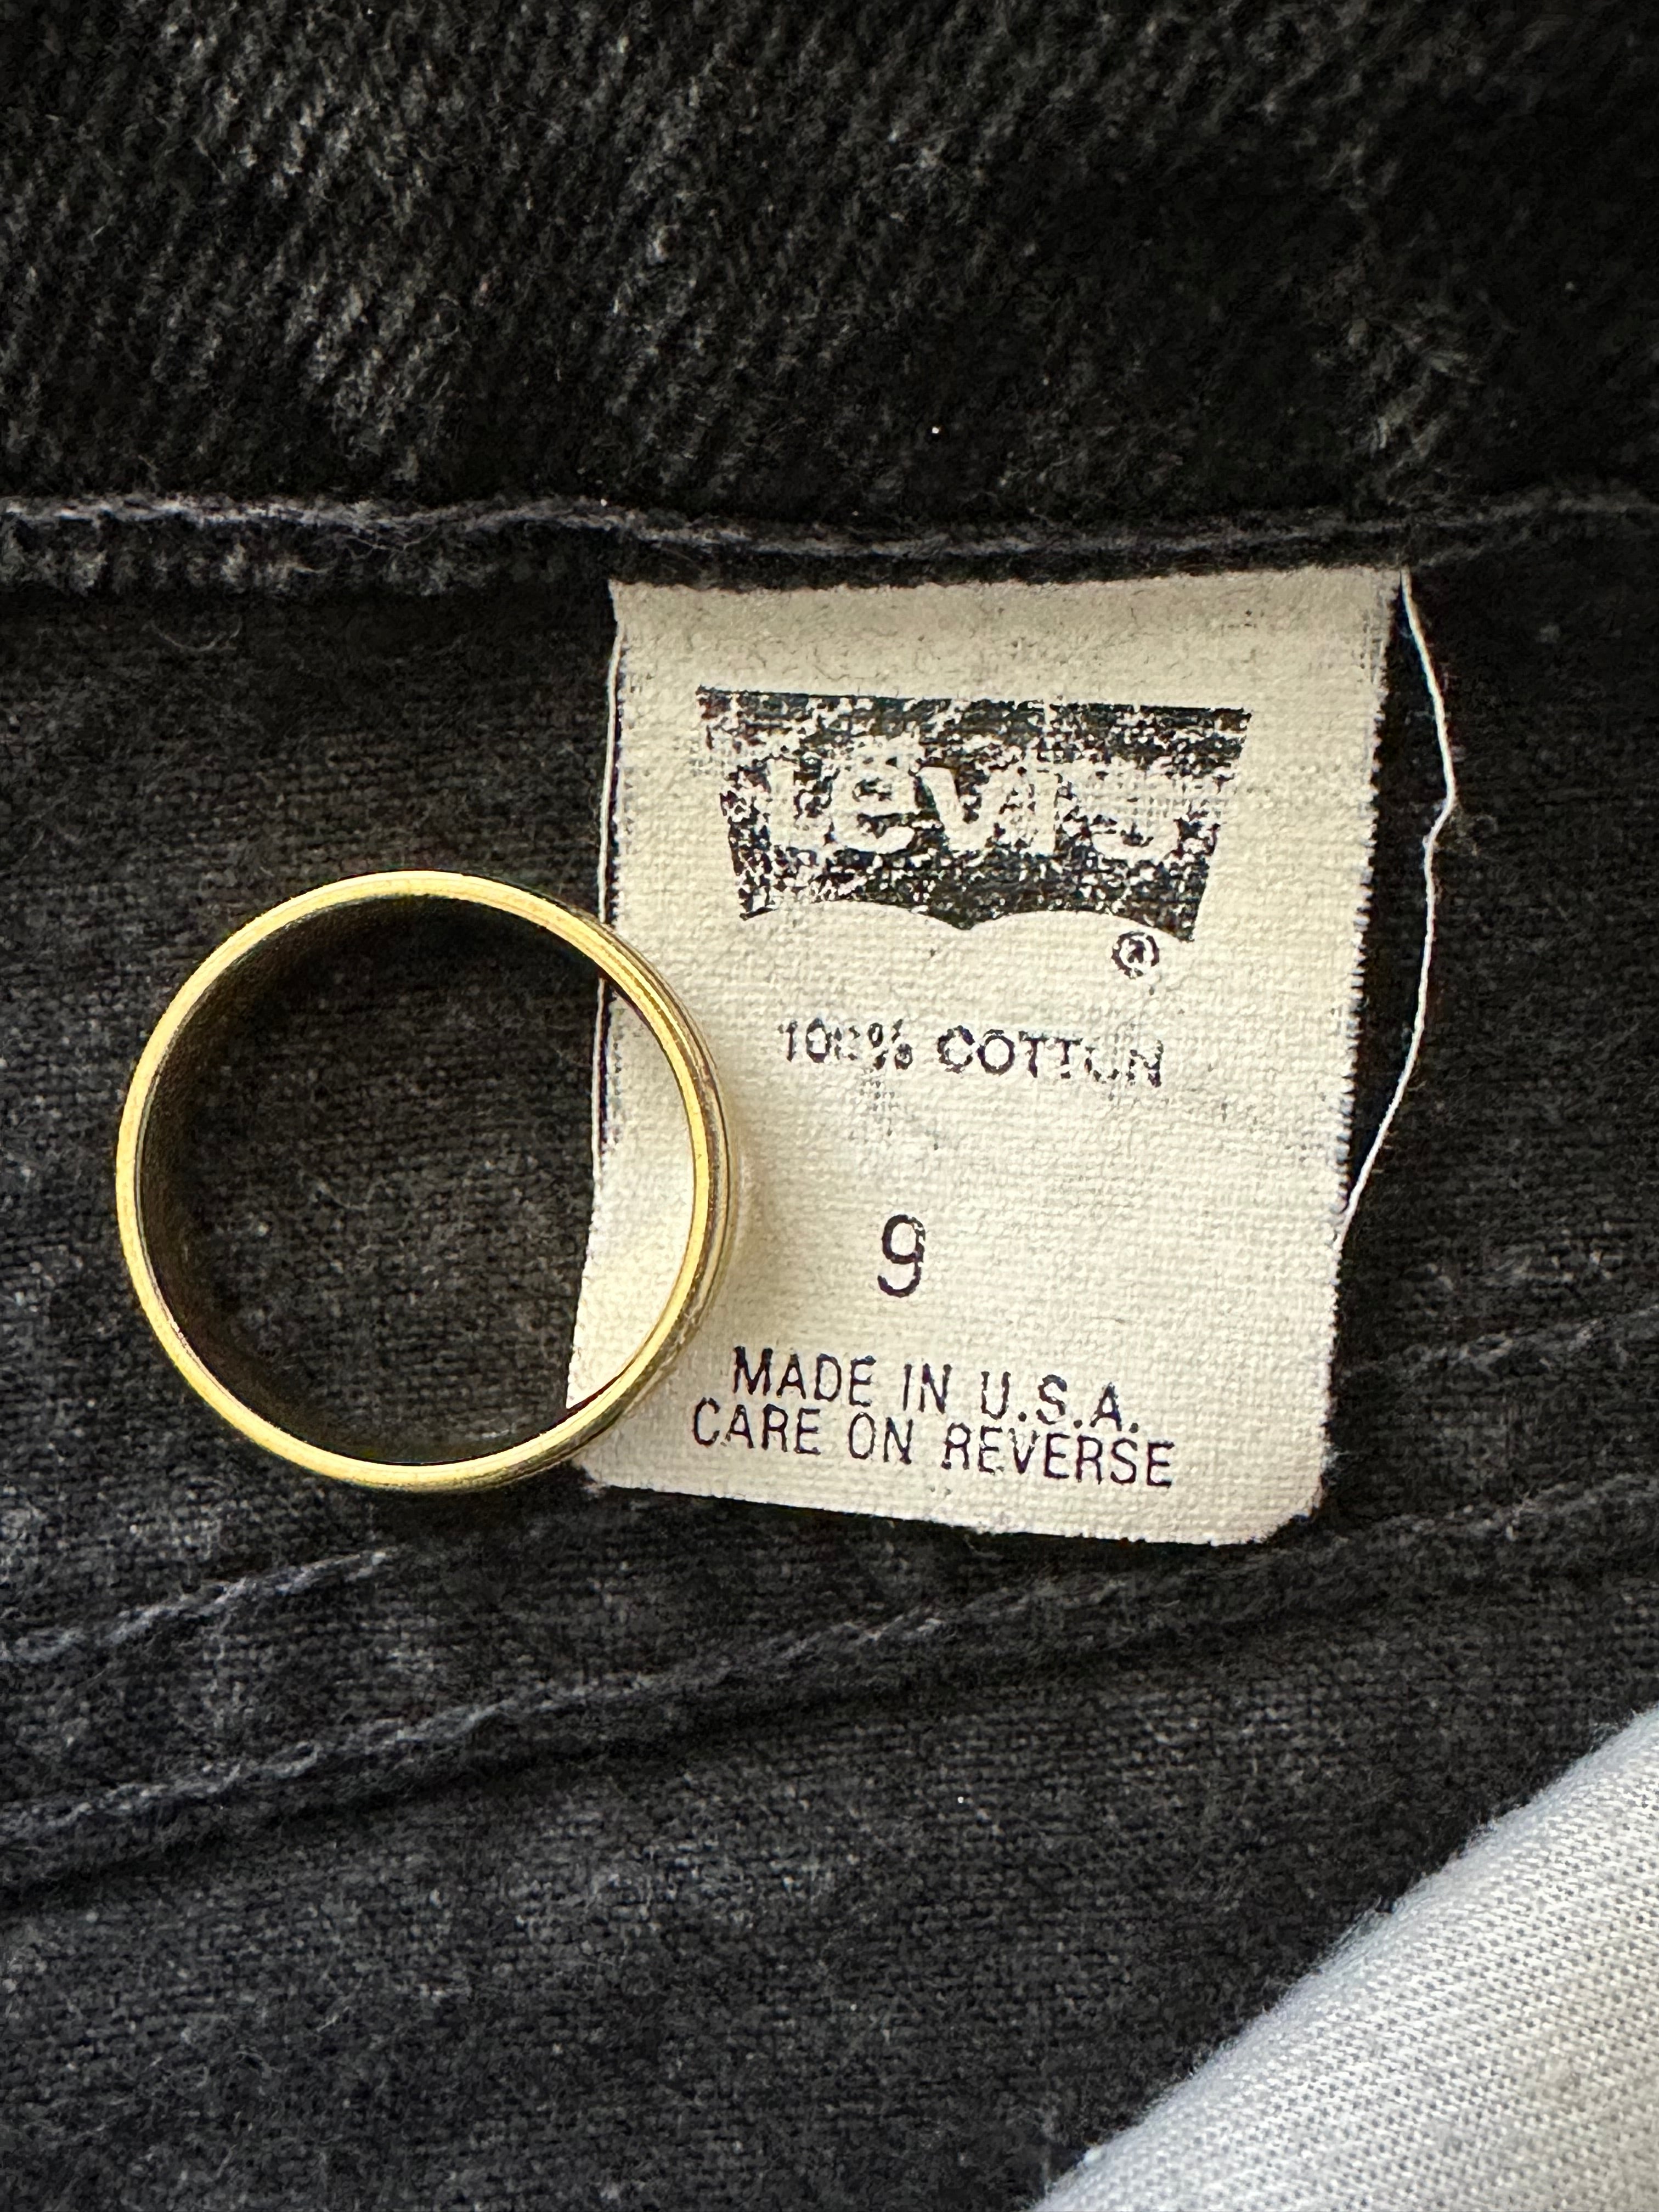 Levi's
®
100% COTTON
9
MADE IN U.S.A.
CARE ON REVERSE